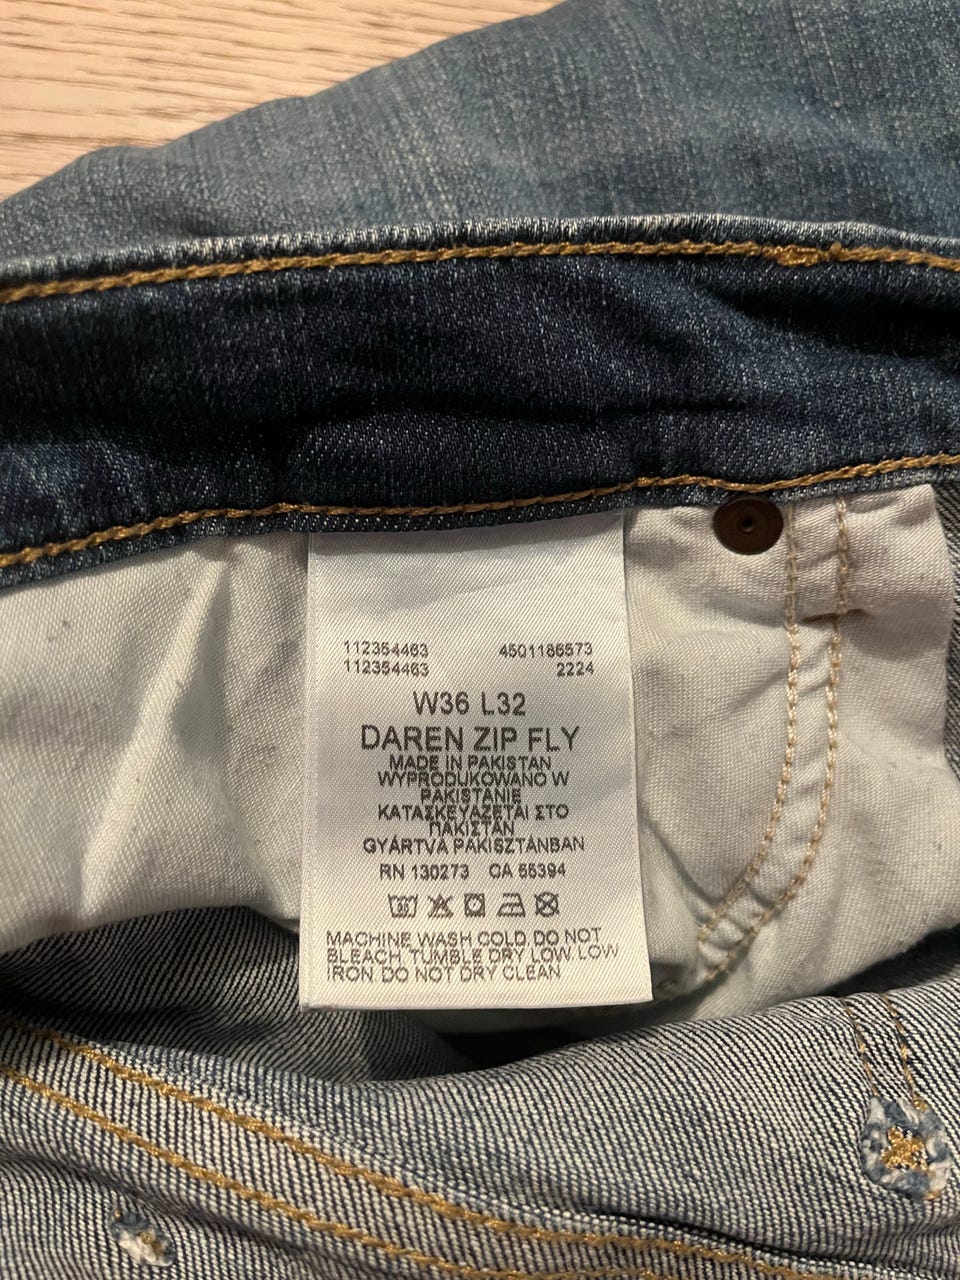 112354463 4501186573
112354463 2224
W36 L32
DAREN ZIP FLY
MADE IN PAKISTAN
WYPRODUKOWANO W
PAKISTANIE
ΚΑΤΑΣΚΕΥΑΖΕΤΑΙ ΣΤΟ
ΠΑΚΙΣΤΑΝ
GYÁRTVA PAKISZTÁNBAN
RN 130273 CA 55394
MACHINE WASH COLD DO NOT
BLEACH TUMBLE DRY LOW LOW
IRON DO NOT DRY CLEAN